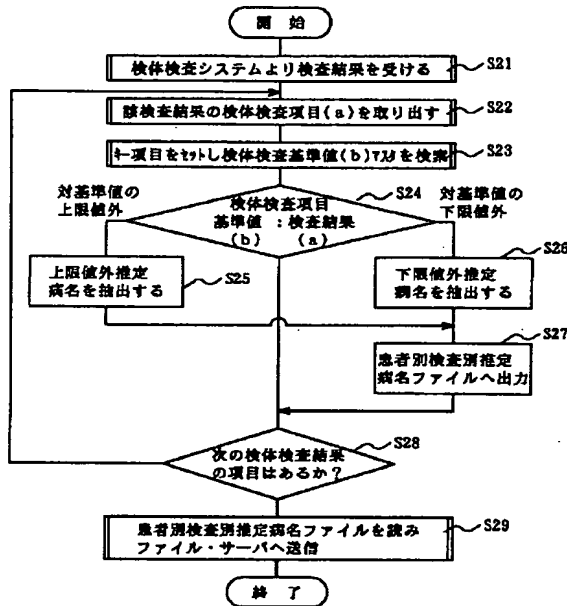 開　始
検体検査システムより検査結果を受ける
S21
該検査結果の検体検査項目(a)を取り出す
S22
キー項目をセットし検体検査基準値(b)マスタを検索
S23
S24
対基準値の
上限値外
検体検査項目
基準値 :検査結果
(b)　(a)
対基準値の
下限値外
上限値外推定
病名を抽出する
S25
下限値外推定
病名を抽出する
S26
患者別検査別推定
病名ファイルへ出力
S27
次の検体検査結果
の項目はあるか？
S28
患者別検査別推定病名ファイルを読み
ファイル・サーバへ送信
S29
終　了